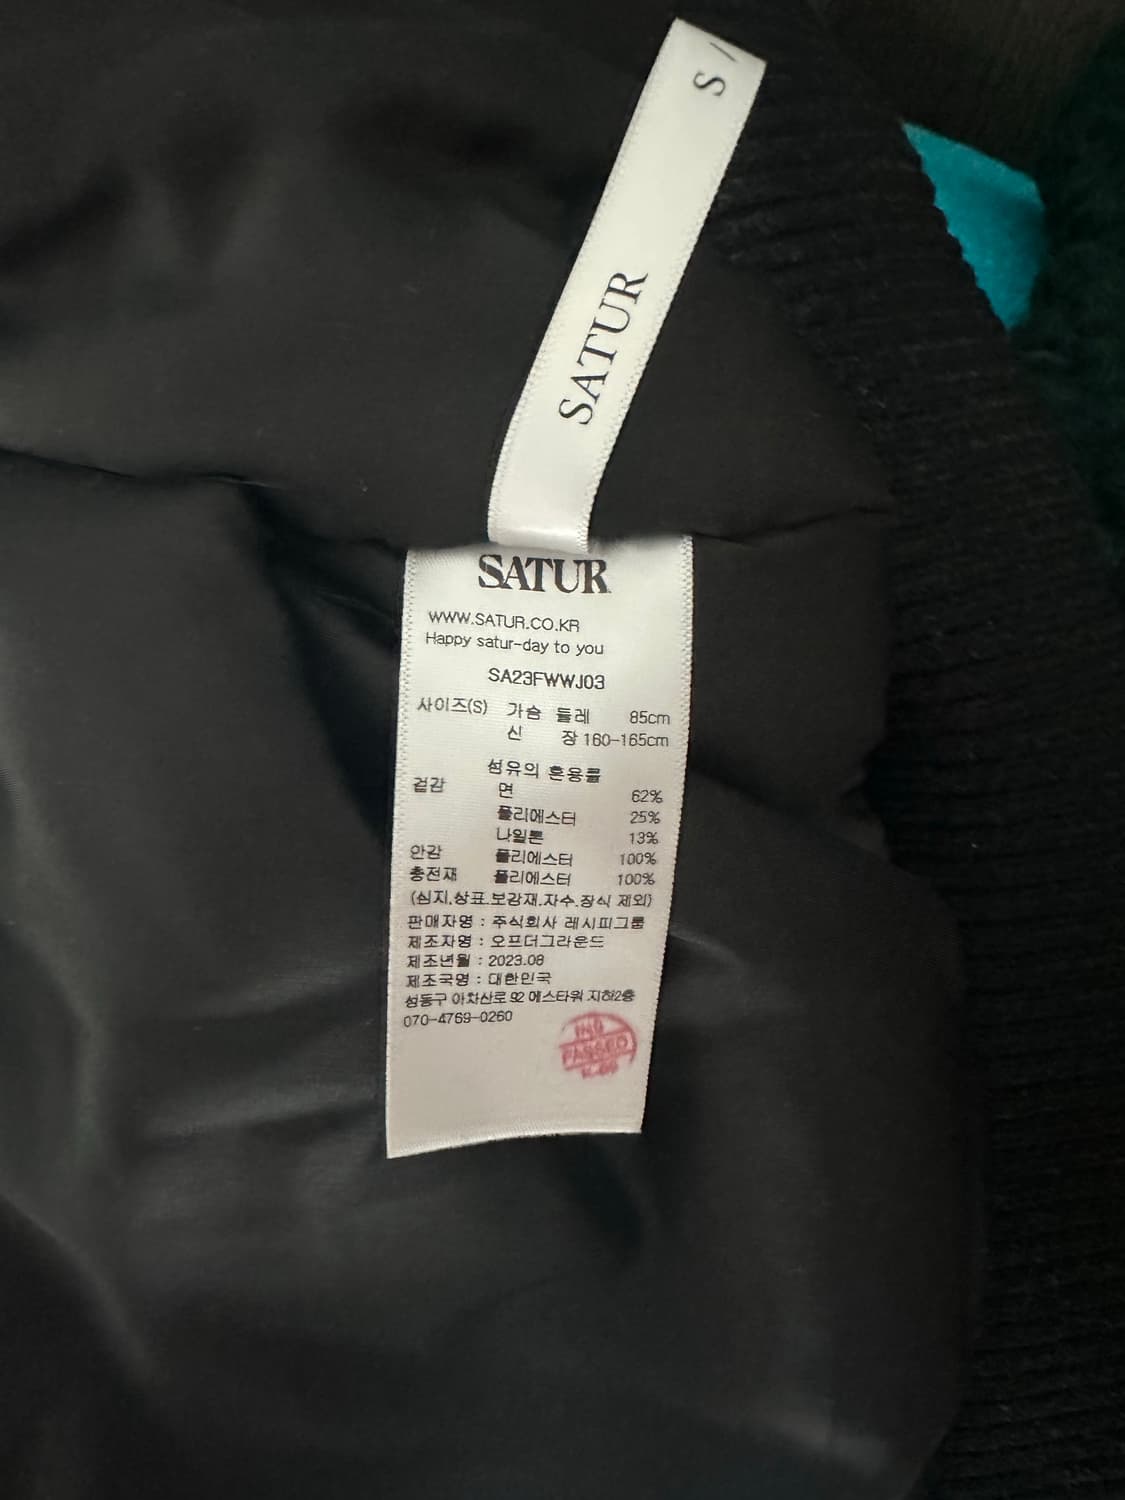 S /
SATUR
SATUR
WWW.SATUR.CO.KR
Happy satur-day to you
SA23FWWJ03
사이즈(S) 가슴 둘레 85cm
신 장 160-165cm
섬유의 혼용률
겉감 면 62%
폴리에스터 25%
나일론 13%
안감 폴리에스터 100%
충전재 폴리에스터 100%
(심지.상표.보강재.자수.장식 제외)
판매자명 : 주식회사 레시피그룹
제조자명 : 오프더그라운드
제조년월 : 2023.08
제조국명 : 대한민국
성동구 아차산로 92 에스타워 지하2층
070-4769-0260
PASSED